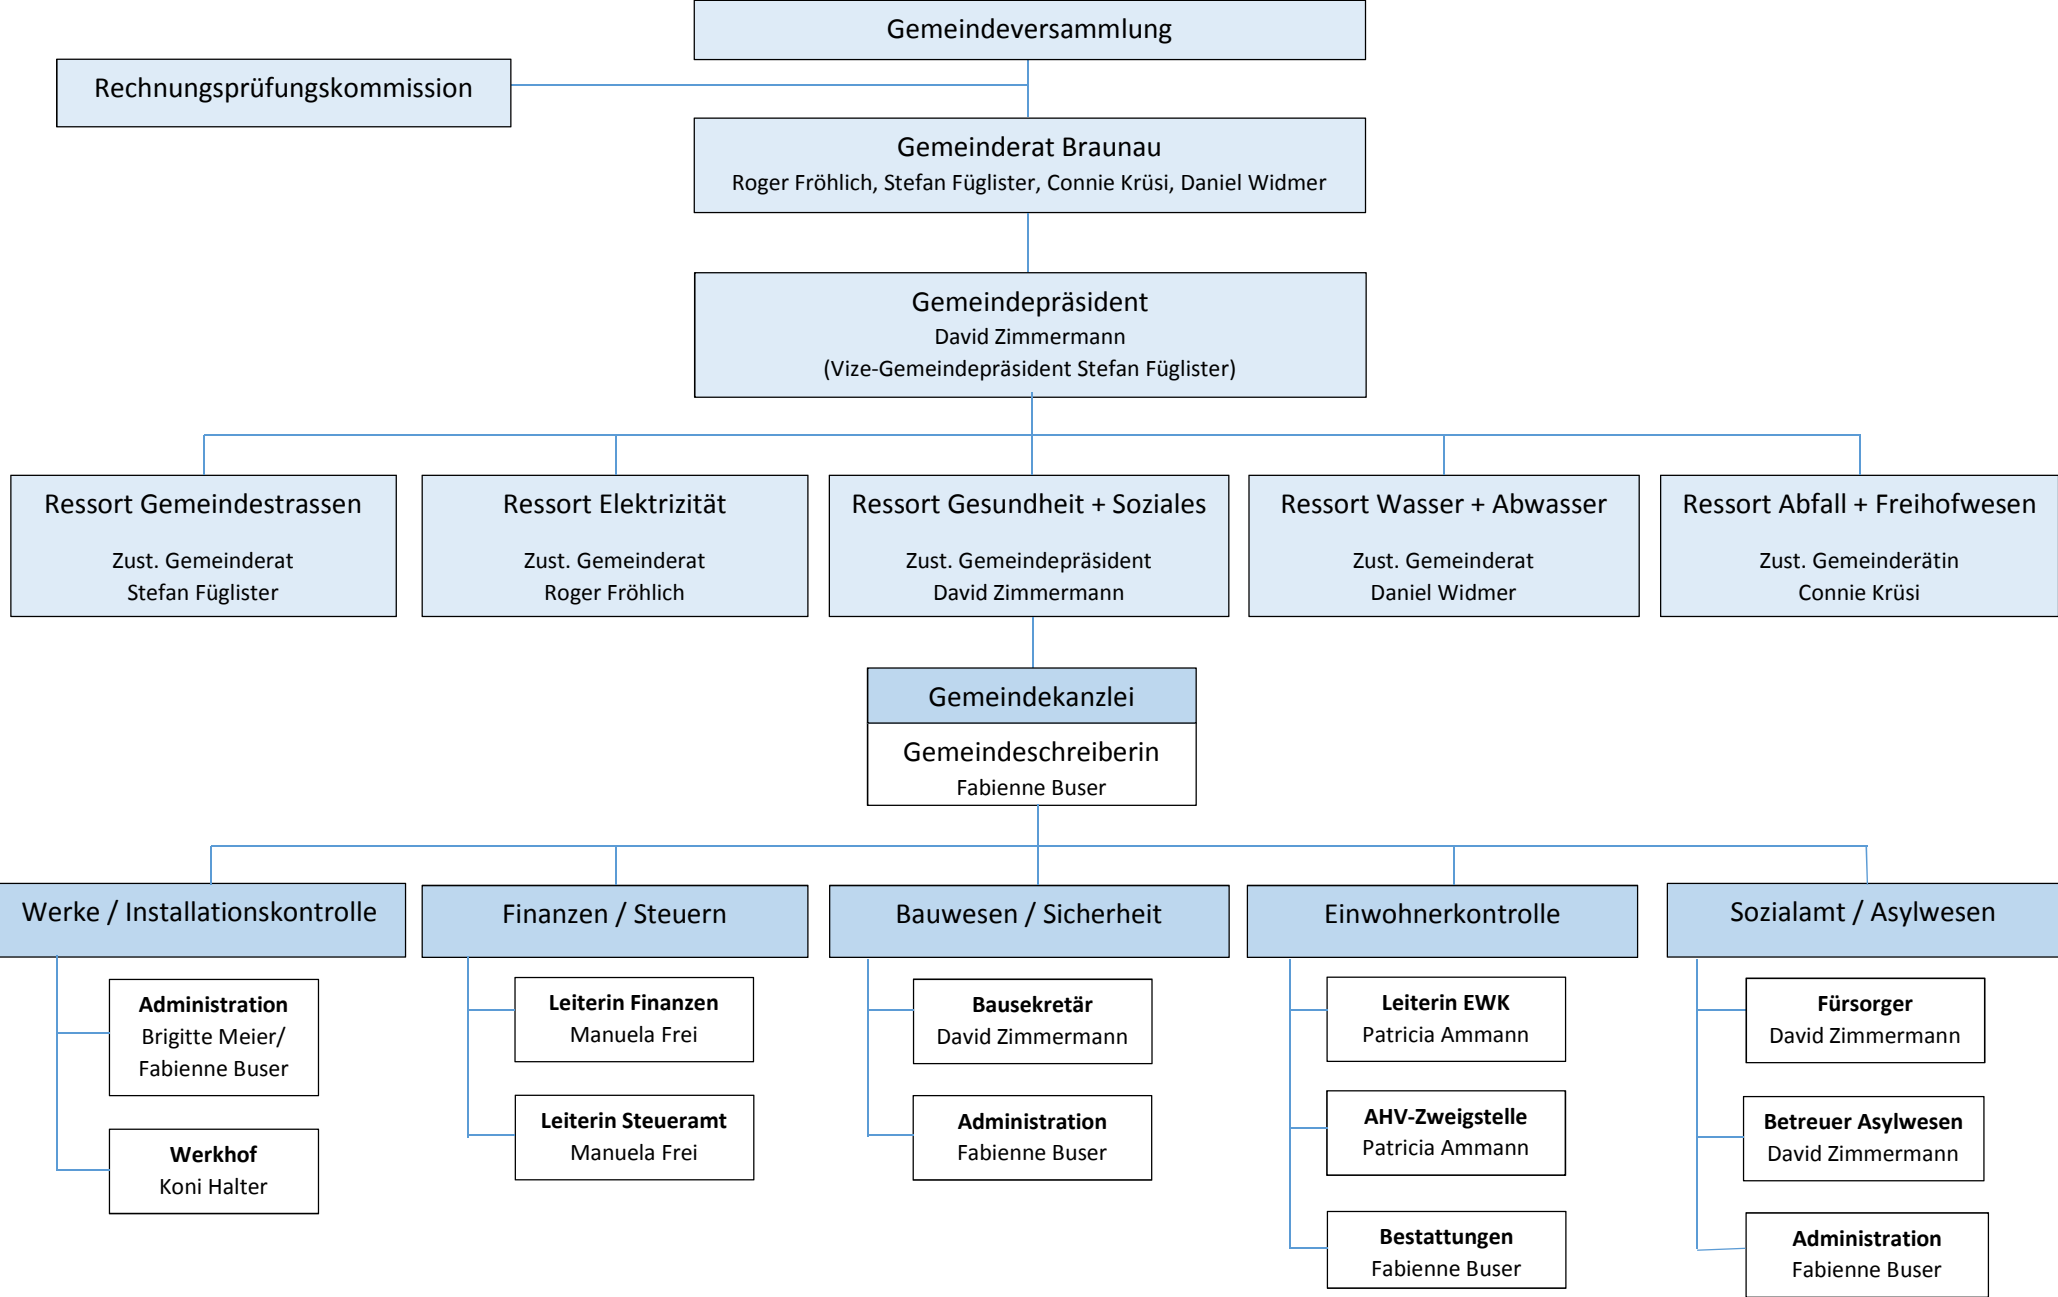 Gemeindeversammlung
Rechnungsprüfungskommission
Gemeinderat Braunau
Roger Fröhlich, Stefan Füglister, Connie Krüsi, Daniel Widmer
Gemeindepräsident
David Zimmermann
(Vize-Gemeindepräsident Stefan Füglister)
Ressort Gemeindestrassen
Zust. Gemeinderat
Stefan Füglister
Ressort Elektrizität
Zust. Gemeinderat
Roger Fröhlich
Ressort Gesundheit + Soziales
Zust. Gemeindepräsident
David Zimmermann
Ressort Wasser + Abwasser
Zust. Gemeinderat
Daniel Widmer
Ressort Abfall + Freihofwesen
Zust. Gemeinderätin
Connie Krüsi
Gemeindekanzlei
Gemeindeschreiberin
Fabienne Buser
Werke / Installationskontrolle
Administration
Brigitte Meier/
Fabienne Buser
Werkhof
Koni Halter
Finanzen / Steuern
Leiterin Finanzen
Manuela Frei
Leiterin Steueramt
Manuela Frei
Bauwesen / Sicherheit
Bausekretär
David Zimmermann
Administration
Fabienne Buser
Einwohnerkontrolle
Leiterin EWK
Patricia Ammann
AHV-Zweigstelle
Patricia Ammann
Bestattungen
Fabienne Buser
Sozialamt / Asylwesen
Fürsorger
David Zimmermann
Betreuer Asylwesen
David Zimmermann
Administration
Fabienne Buser